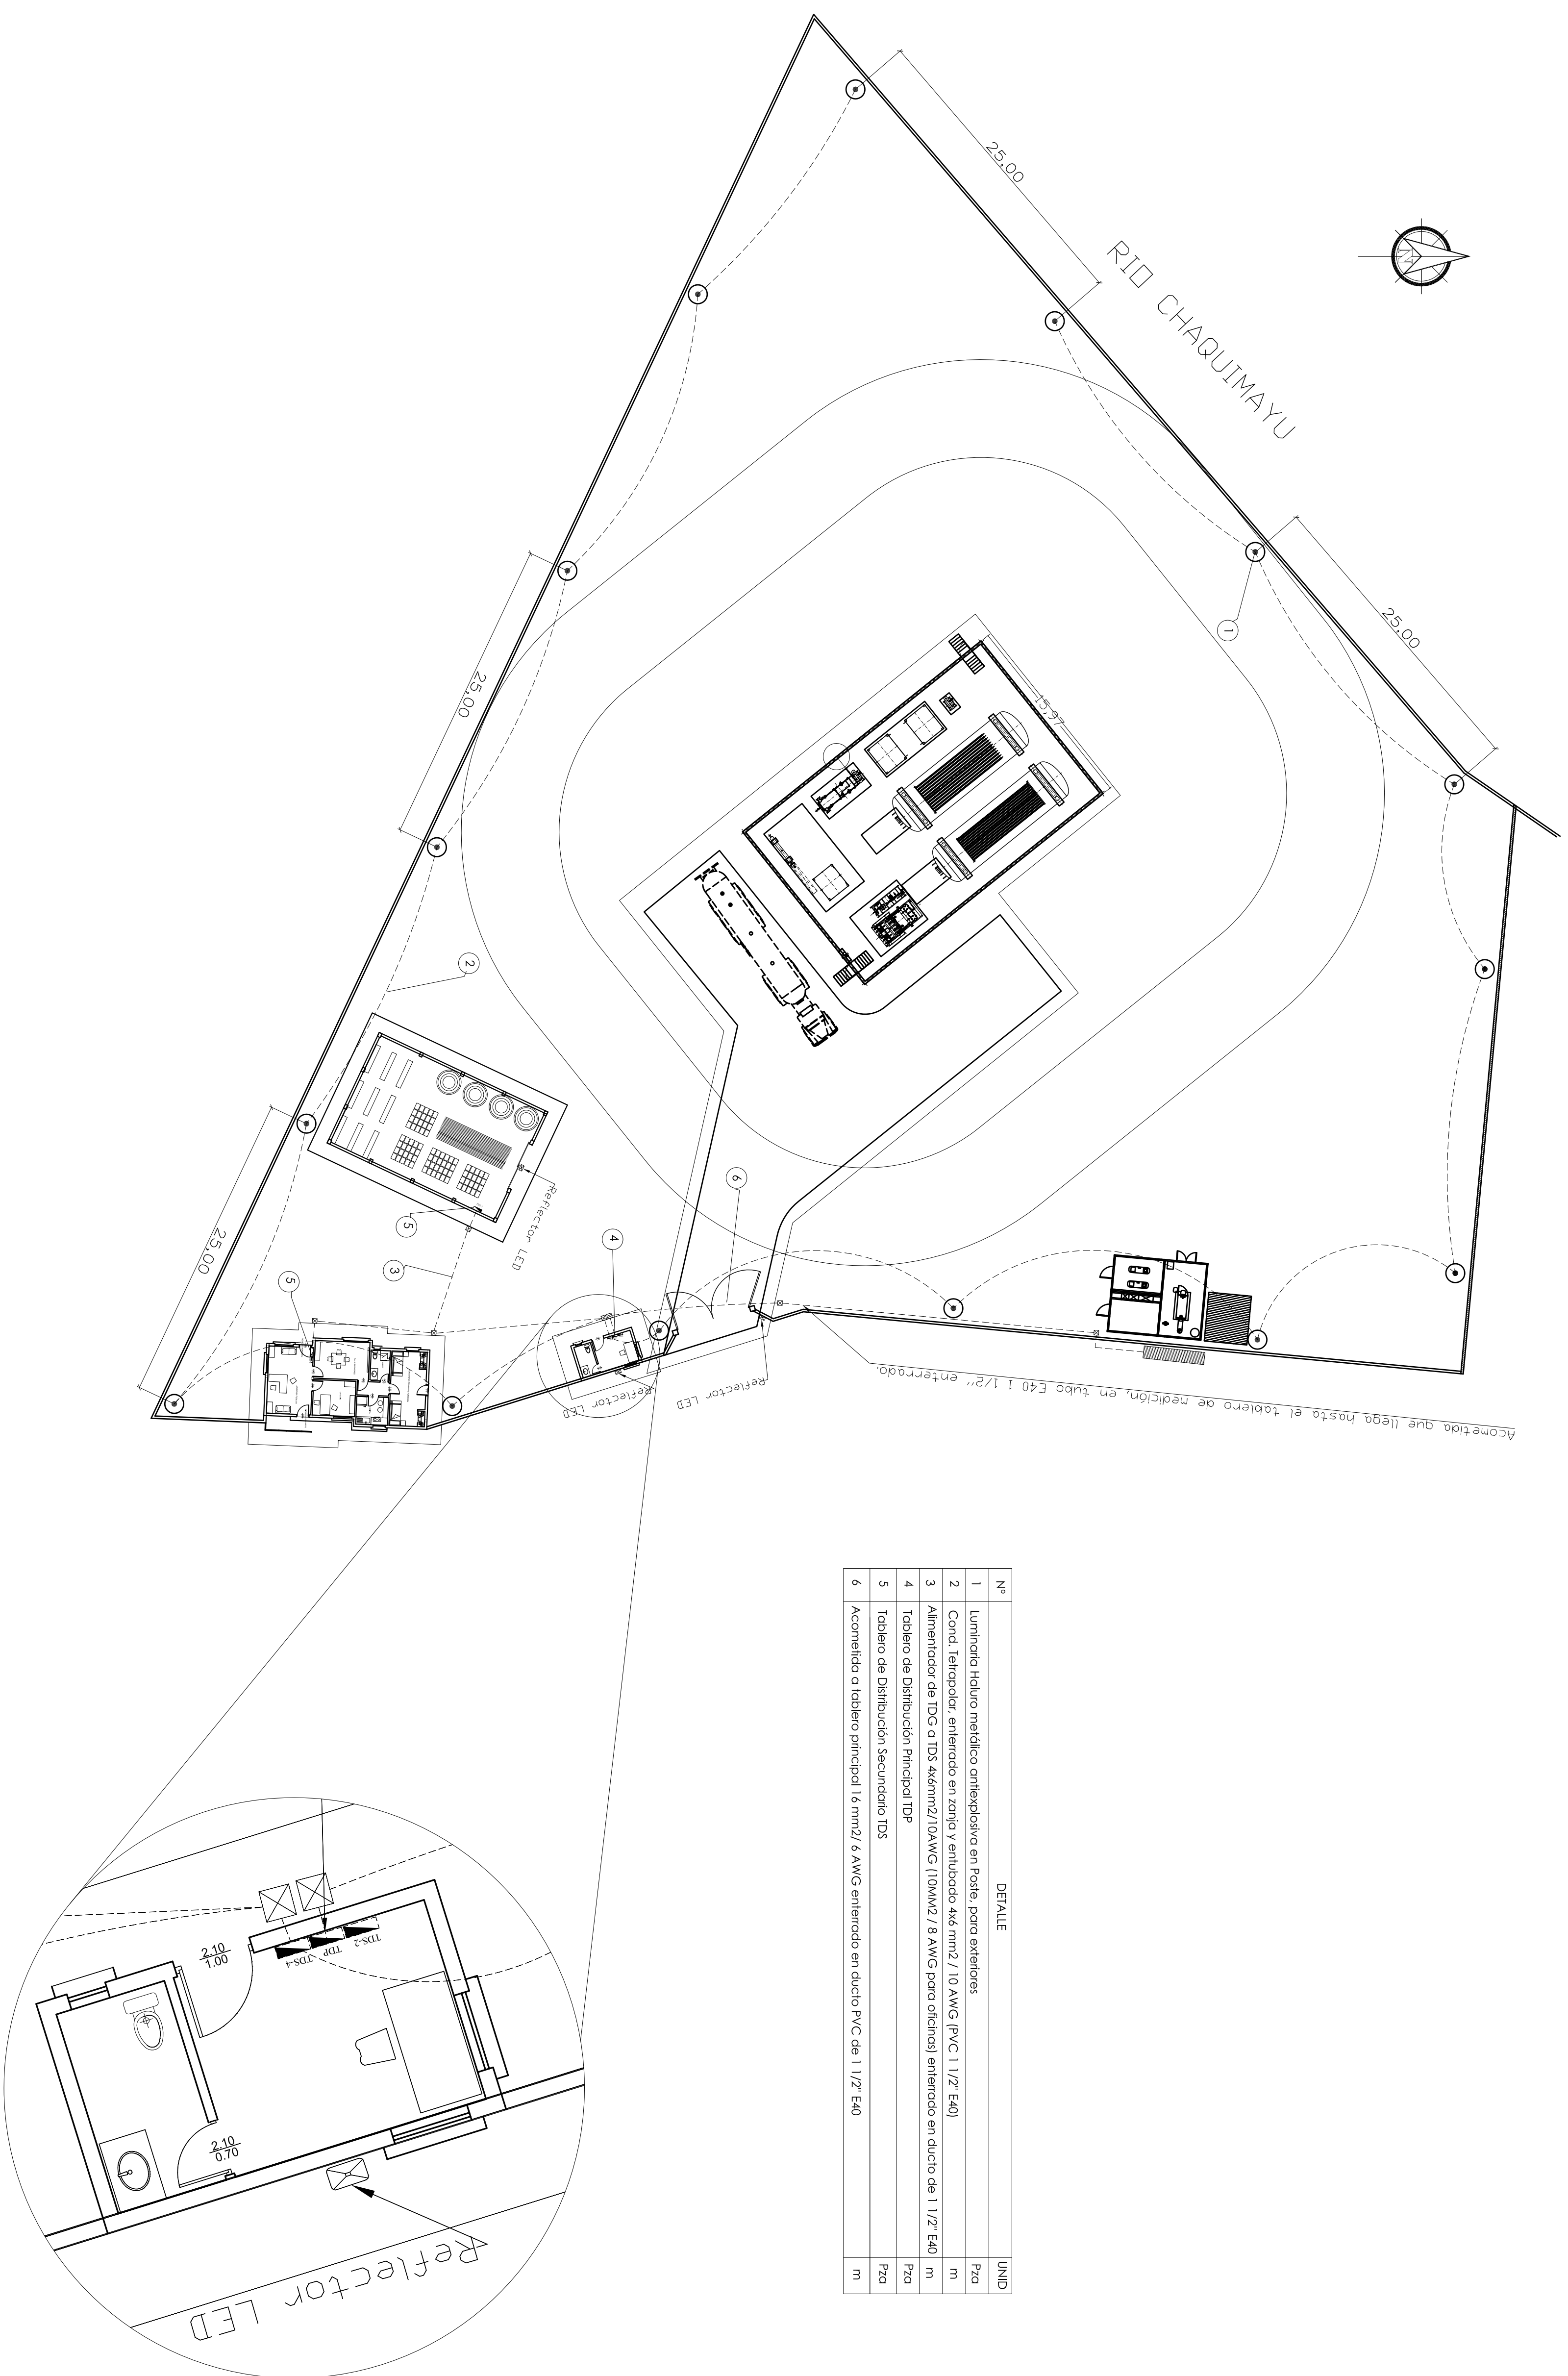 25,00
RIO CHAQUIMAYU
N
25,00
1
15,97
25,00
2
Reflector LED
6
5
4
3
25,00
5
Reflector LED
Reflector LED
Acometida que llega hasta el tablero de medición, en tubo E40 1 1/2'' enterrado.
N° DETALLE UNID
1 Luminaria Haluro metálico antiexplosiva en Poste, para exteriores Pza
2 Cond. Tetrapolar, enterrado en zanja y entubado 4x6 mm2 / 10 AWG (PVC 1 1/2" E40) m
3 Alimentador de TDG a TDS 4x6mm2/10AWG (10MM2 / 8 AWG para oficinas) enterrado en ducto de 1 1/2" E40 m
4 Tablero de Distribución Principal TDP Pza
5 Tablero de Distribución Secundario TDS Pza
6 Acometida a tablero principal 16 mm2/ 6 AWG enterrado en ducto PVC de 1 1/2" E40 m
TDS-2
TDP
TDS-4
2.10
1.00
2.10
0.70
Reflector LED